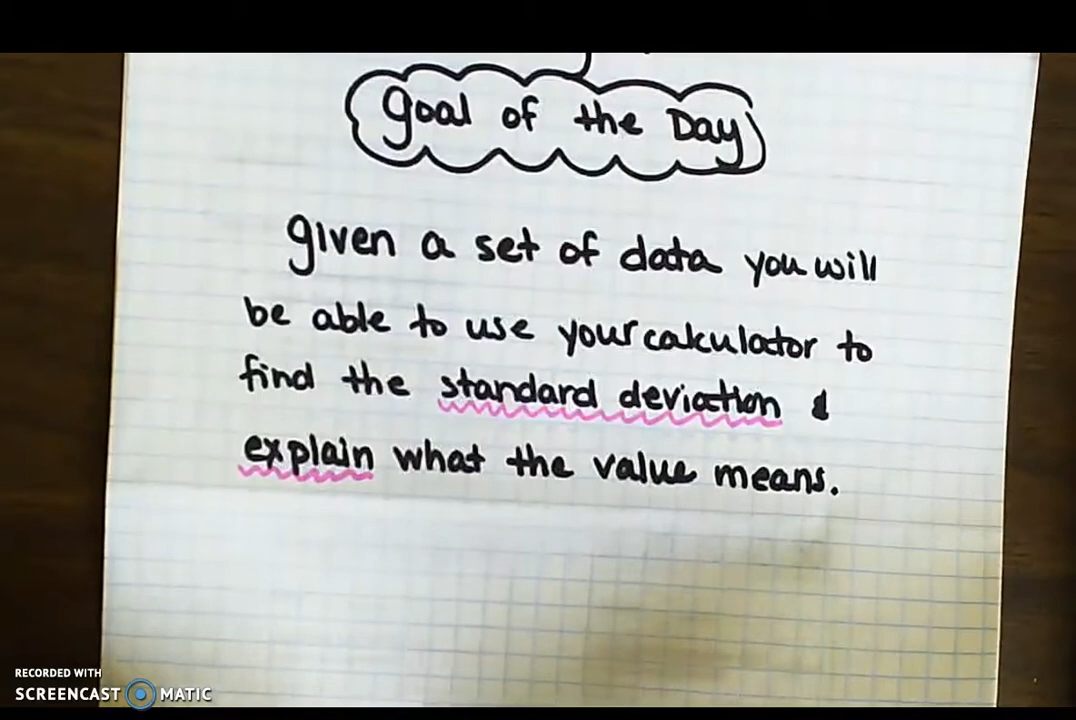 Goal of the Day
given a set of data you will
be able to use your calculator to
find the standard deviation &
explain what the value means.
RECORDED WITH
SCREENCAST MATIC